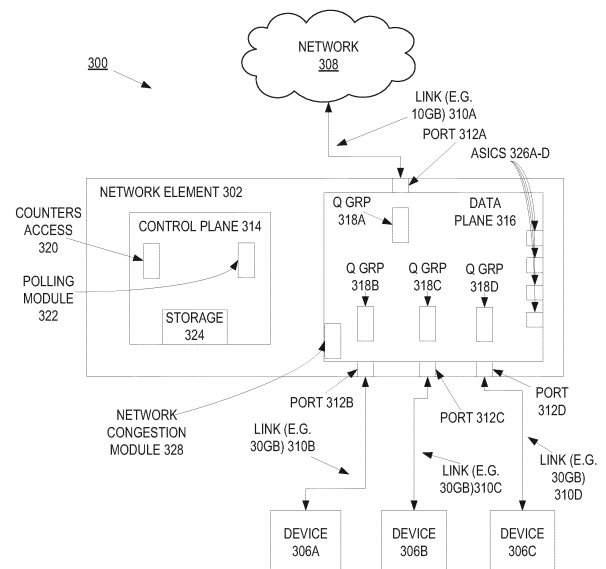 300
NETWORK
308
LINK (E.G.
10GB) 310A
PORT 312A
ASICS 326A-D
NETWORK ELEMENT 302
COUNTERS
ACCESS
320
CONTROL PLANE 314
POLLING
MODULE
322
STORAGE
324
Q GRP
318A
DATA
PLANE 316
Q GRP
318B
Q GRP
318C
Q GRP
318D
NETWORK
CONGESTION
MODULE 328
PORT 312B
PORT 312C
PORT
312D
LINK (E.G.
30GB) 310B
LINK (E.G.
30GB)310C
LINK (E.G.
30GB)
310D
DEVICE
306A
DEVICE
306B
DEVICE
306C